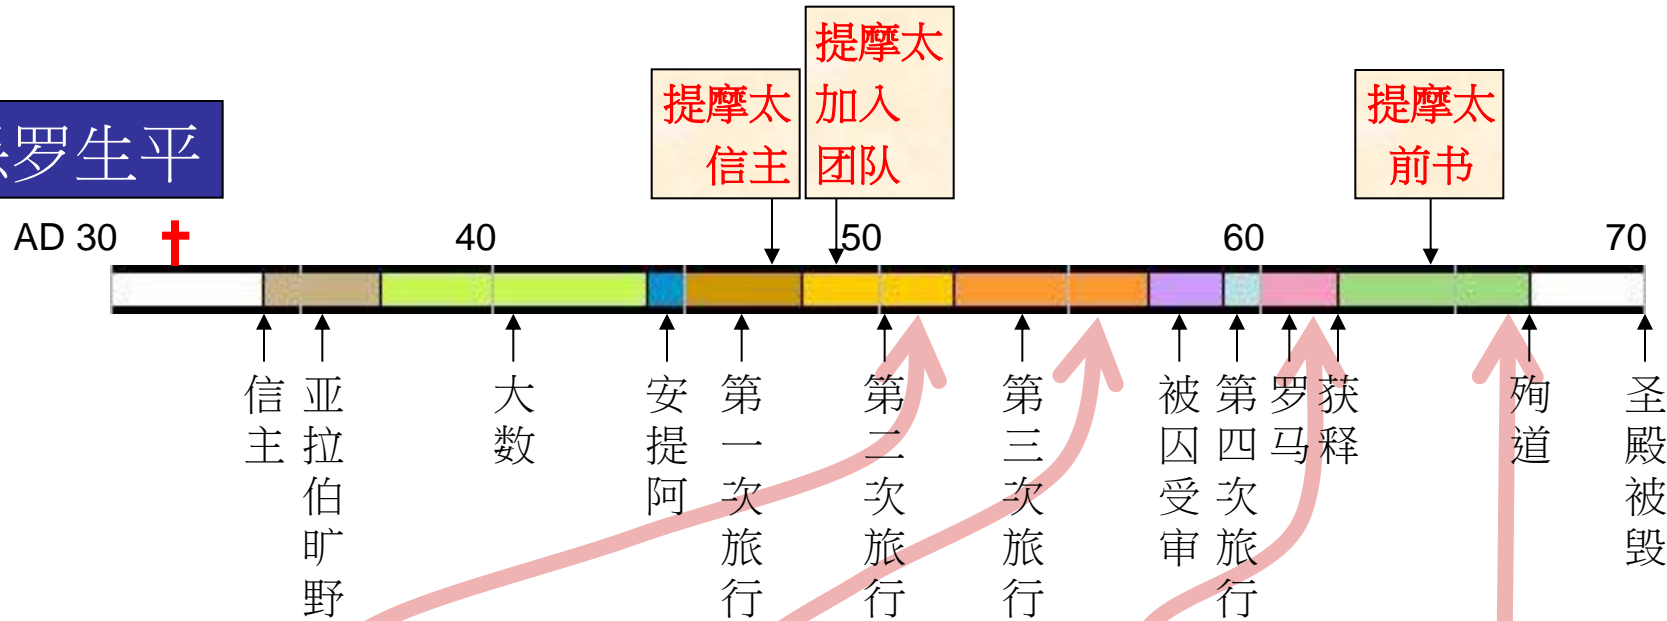 提摩太
加入
团队
提摩太
信主
提摩太
前书
罗生平
AD 30
40
50
60
70
信主
亚拉伯旷野
大数
安提阿
第一次旅行
第二次旅行
第三次旅行
被囚受审
第四次旅行
罗马
获释
殉道
圣殿被毁